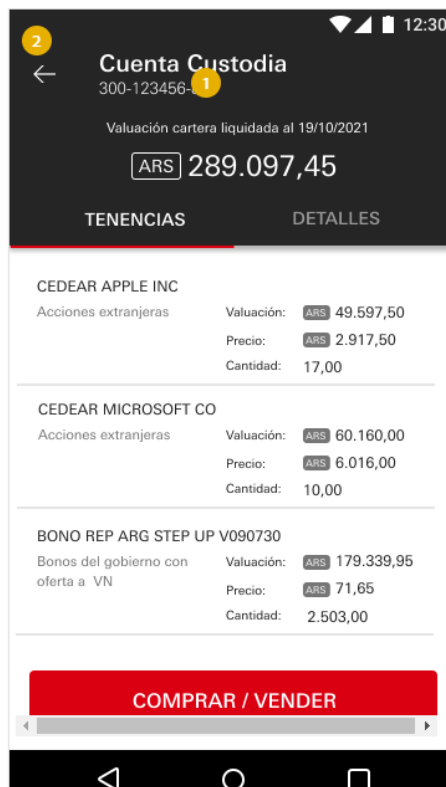 12:30
2
Cuenta Custodia
300-123456-
1
Valuación cartera liquidada al 19/10/2021
ARS 289.097,45
TENENCIAS DETALLES
CEDEAR APPLE INC
Acciones extranjeras Valuación: ARS 49.597,50
Precio: ARS 2.917,50
Cantidad: 17,00
CEDEAR MICROSOFT CO
Acciones extranjeras Valuación: ARS 60.160,00
Precio: ARS 6.016,00
Cantidad: 10,00
BONO REP ARG STEP UP V090730
Bonos del gobierno con Valuación: ARS 179.339,95
oferta a VN Precio: ARS 71,65
Cantidad: 2.503,00
COMPRAR / VENDER